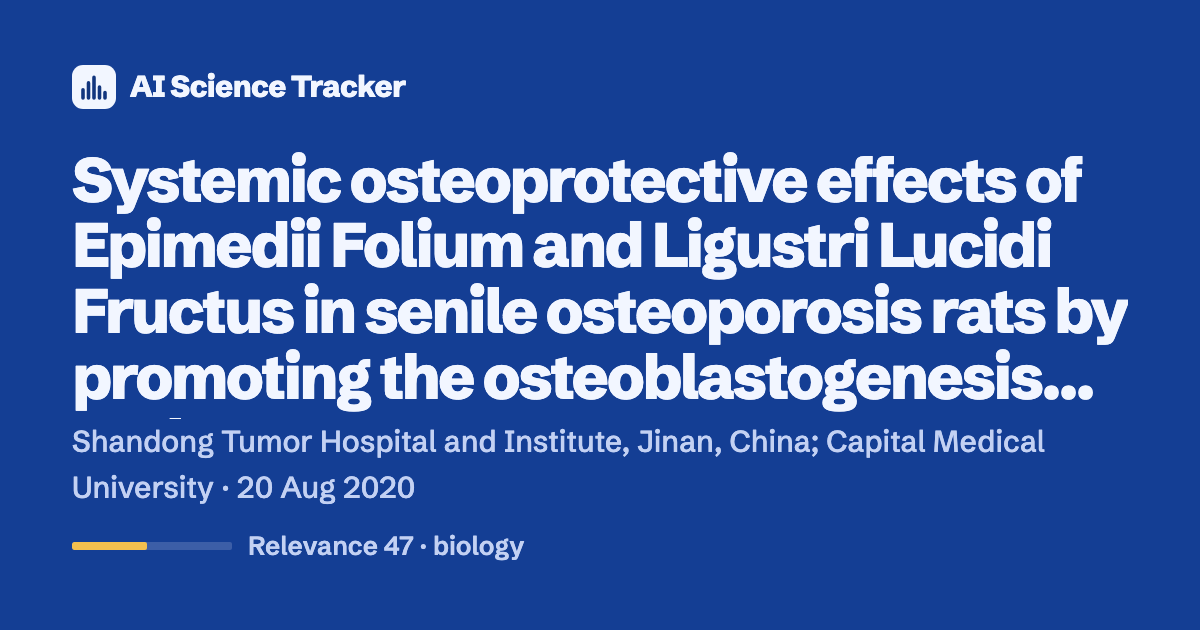 AI Science Tracker
Systemic osteoprotective effects of
Epimedii Folium and Ligustri Lucidi
Fructus in senile osteoporosis rats by
promoting the osteoblastogenesis...
Shandong Tumor Hospital and Institute, Jinan, China; Capital Medical
University · 20 Aug 2020
Relevance 47 · biology